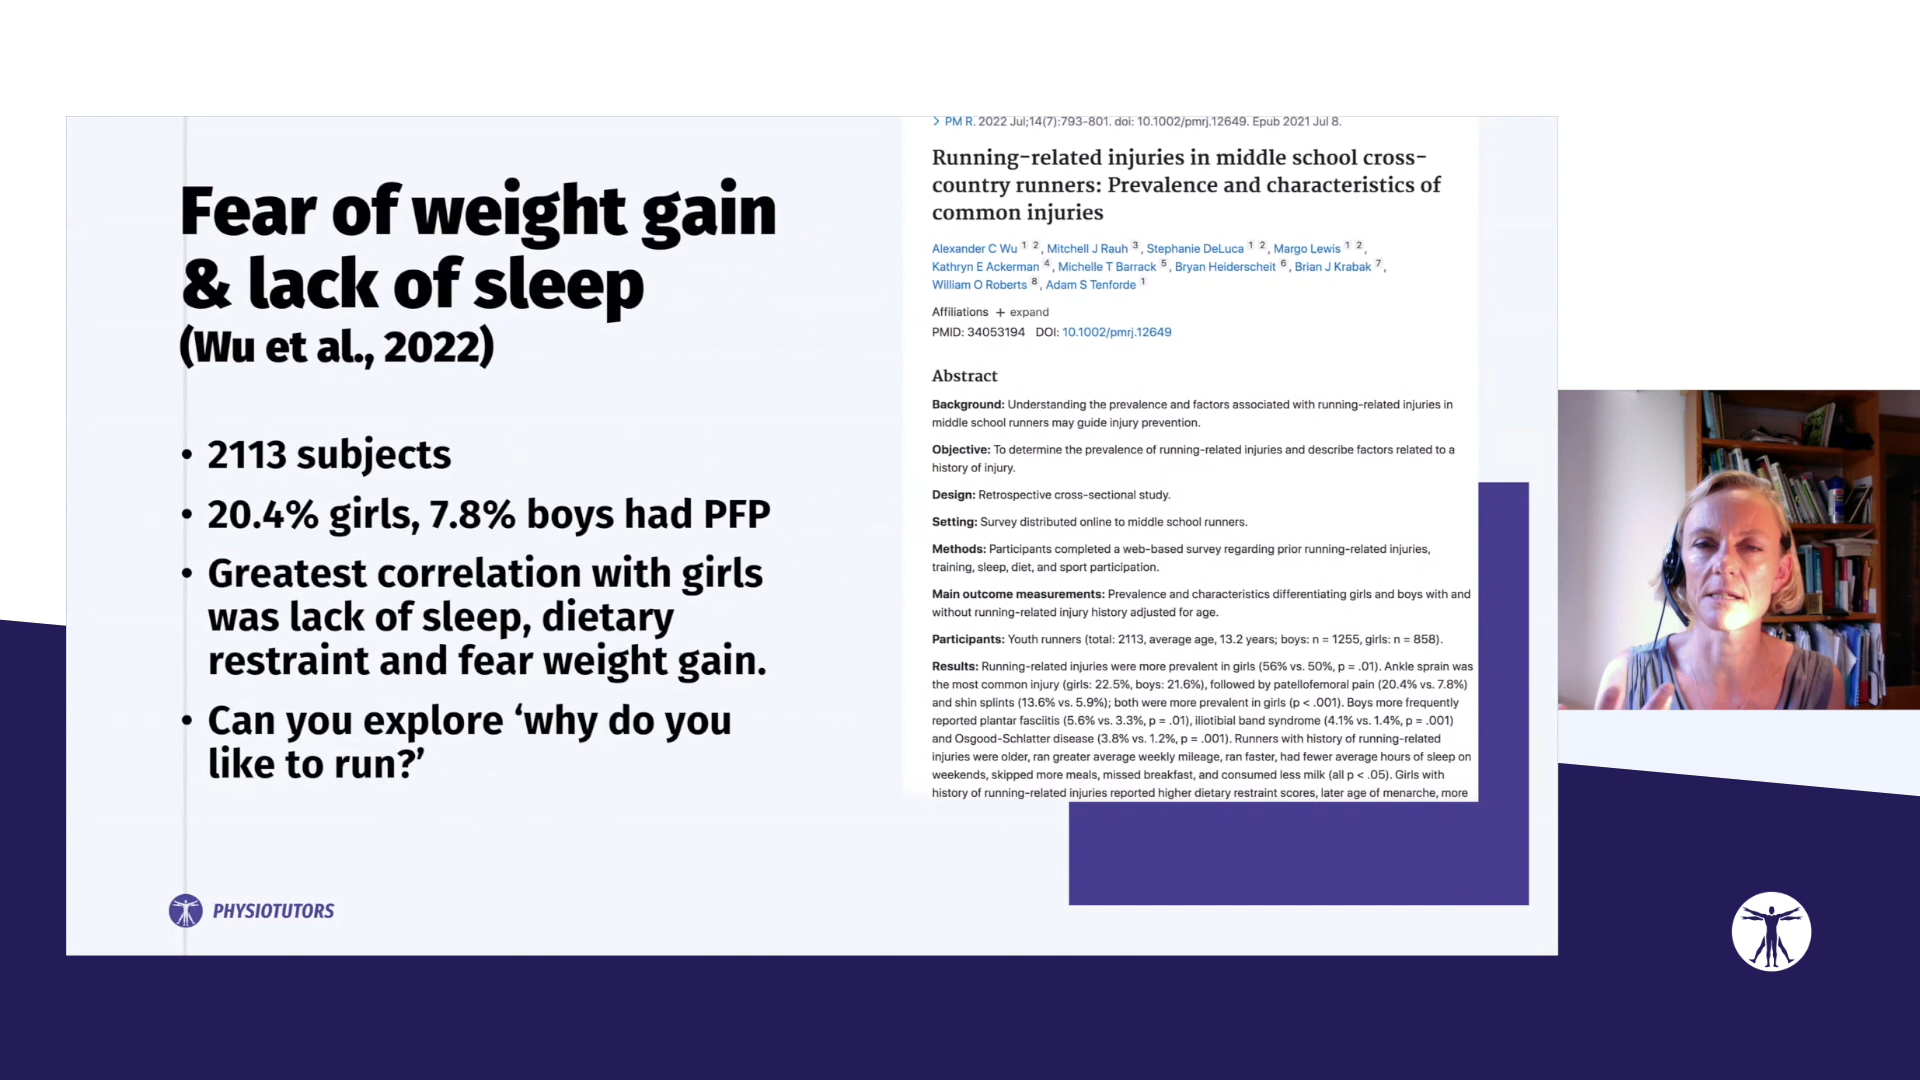 Fear of weight gain
& lack of sleep
(Wu et al., 2022)
• 2113 subjects
• 20.4% girls, 7.8% boys had PFP
• Greatest correlation with girls
was lack of sleep, dietary
restraint and fear weight gain.
• Can you explore ‘why do you
like to run?’
PHYSIOTUTORS
> PM R. 2022 Jul;14(7):793-801. doi: 10.1002/pmrj.12649. Epub 2021 Jul 8.
Running-related injuries in middle school cross-
country runners: Prevalence and characteristics of
common injuries
Alexander C Wu 1 2, Mitchell J Rauh 3, Stephanie DeLuca 1 2, Margo Lewis 1 2,
Kathryn E Ackerman 4, Michelle T Barrack 5, Bryan Heiderscheit 6, Brian J Krabak 7,
William O Roberts 8, Adam S Tenforde 1
Affiliations + expand
PMID: 34053194 DOI: 10.1002/pmrj.12649
Abstract
Background: Understanding the prevalence and factors associated with running-related injuries in
middle school runners may guide injury prevention.
Objective: To determine the prevalence of running-related injuries and describe factors related to a
history of injury.
Design: Retrospective cross-sectional study.
Setting: Survey distributed online to middle school runners.
Methods: Participants completed a web-based survey regarding prior running-related injuries,
training, sleep, diet, and sport participation.
Main outcome measurements: Prevalence and characteristics differentiating girls and boys with and
without running-related injury history adjusted for age.
Participants: Youth runners (total: 2113, average age, 13.2 years; boys: n = 1255, girls: n = 858).
Results: Running-related injuries were more prevalent in girls (56% vs. 50%, p = .01). Ankle sprain was
the most common injury (girls: 22.5%, boys: 21.6%), followed by patellofemoral pain (20.4% vs. 7.8%)
and shin splints (13.6% vs. 5.9%); both were more prevalent in girls (p < .001). Boys more frequently
reported plantar fasciitis (5.6% vs. 3.3%, p = .01), iliotibial band syndrome (4.1% vs. 1.4%, p = .001)
and Osgood-Schlatter disease (3.8% vs. 1.2%, p = .001). Runners with history of running-related
injuries were older, ran greater average weekly mileage, ran faster, had fewer average hours of sleep on
weekends, skipped more meals, missed breakfast, and consumed less milk (all p < .05). Girls with
history of running-related injuries reported higher dietary restraint scores, later age of menarche, more